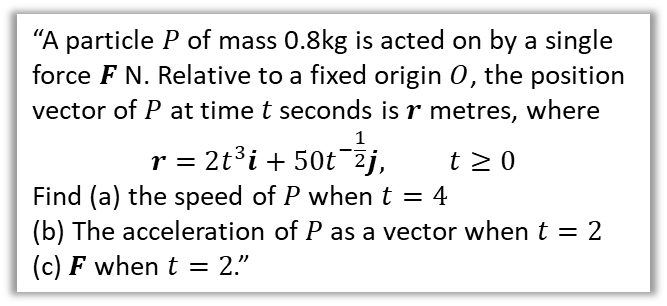 “A particle P of mass 0.8kg is acted on by a single
force F N. Relative to a fixed origin O, the position
vector of P at time t seconds is r metres, where
r = 2t³i + 50t^(-1/2)j, t ≥ 0
Find (a) the speed of P when t = 4
(b) The acceleration of P as a vector when t = 2
(c) F when t = 2.”